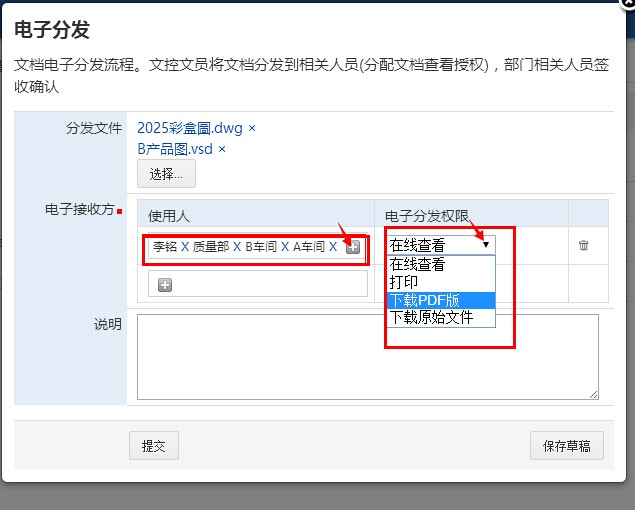 电子分发
文档电子分发流程。文控文员将文档分发到相关人员(分配文档查看授权)，部门相关人员签
收确认
分发文件
2025彩盒圖.dwg ×
B产品图.vsd ×
选择...
电子接收方
使用人
电子分发权限
李铭 X 质量部 X B车间 X A车间 X
在线查看
在线查看
打印
下载PDF版
下载原始文件
说明
提交
保存草稿